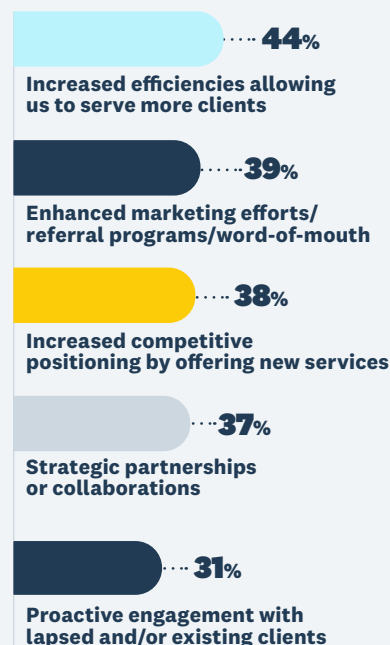 44%
Increased efficiencies allowing
us to serve more clients
39%
Enhanced marketing efforts/
referral programs/word-of-mouth
38%
Increased competitive
positioning by offering new services
37%
Strategic partnerships
or collaborations
31%
Proactive engagement with
lapsed and/or existing clients